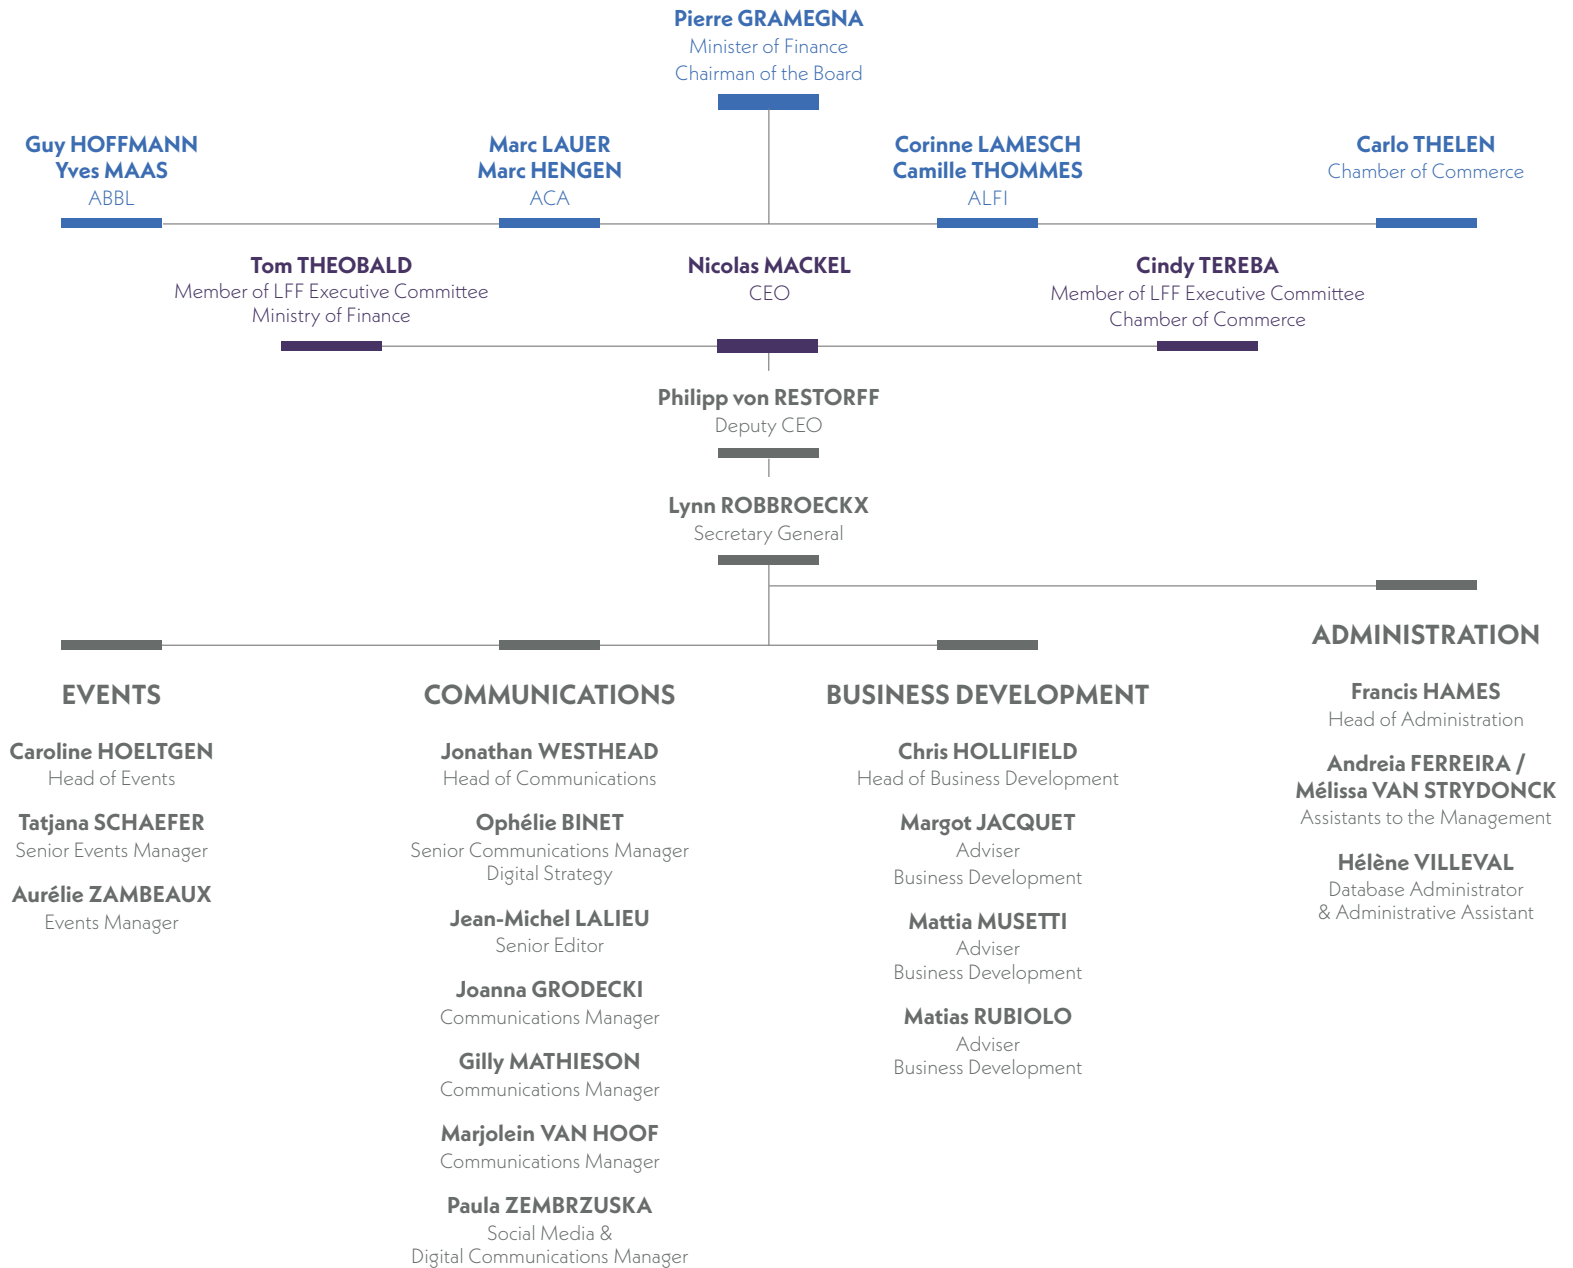 Pierre GRAMEGNA
Minister of Finance
Chairman of the Board
Guy HOFFMANN
Yves MAAS
ABBL
Marc LAUER
Marc HENGEN
ACA
Corinne LAMESCH
Camille THOMMES
ALFI
Carlo THELEN
Chamber of Commerce
Tom THEOBALD
Member of LFF Executive Committee
Ministry of Finance
Nicolas MACKEL
CEO
Cindy TEREBA
Member of LFF Executive Committee
Chamber of Commerce
Philipp von RESTORFF
Deputy CEO
Lynn ROBBROECKX
Secretary General
EVENTS
Caroline HOELTGEN
Head of Events
Tatjana SCHAEFER
Senior Events Manager
Aurélie ZAMBEAUX
Events Manager
COMMUNICATIONS
Jonathan WESTHEAD
Head of Communications
Ophélie BINET
Senior Communications Manager
Digital Strategy
Jean-Michel LALIEU
Senior Editor
Joanna GRODECKI
Communications Manager
Gilly MATHIESON
Communications Manager
Marjolein VAN HOOF
Communications Manager
Paula ZEMBRZUSKA
Social Media &
Digital Communications Manager
BUSINESS DEVELOPMENT
Chris HOLLIFIELD
Head of Business Development
Margot JACQUET
Adviser
Business Development
Mattia MUSETTI
Adviser
Business Development
Matias RUBIOLO
Adviser
Business Development
ADMINISTRATION
Francis HAMES
Head of Administration
Andreia FERREIRA /
Mélissa VAN STRYDONCK
Assistants to the Management
Hélène VILLEVAL
Database Administrator
& Administrative Assistant